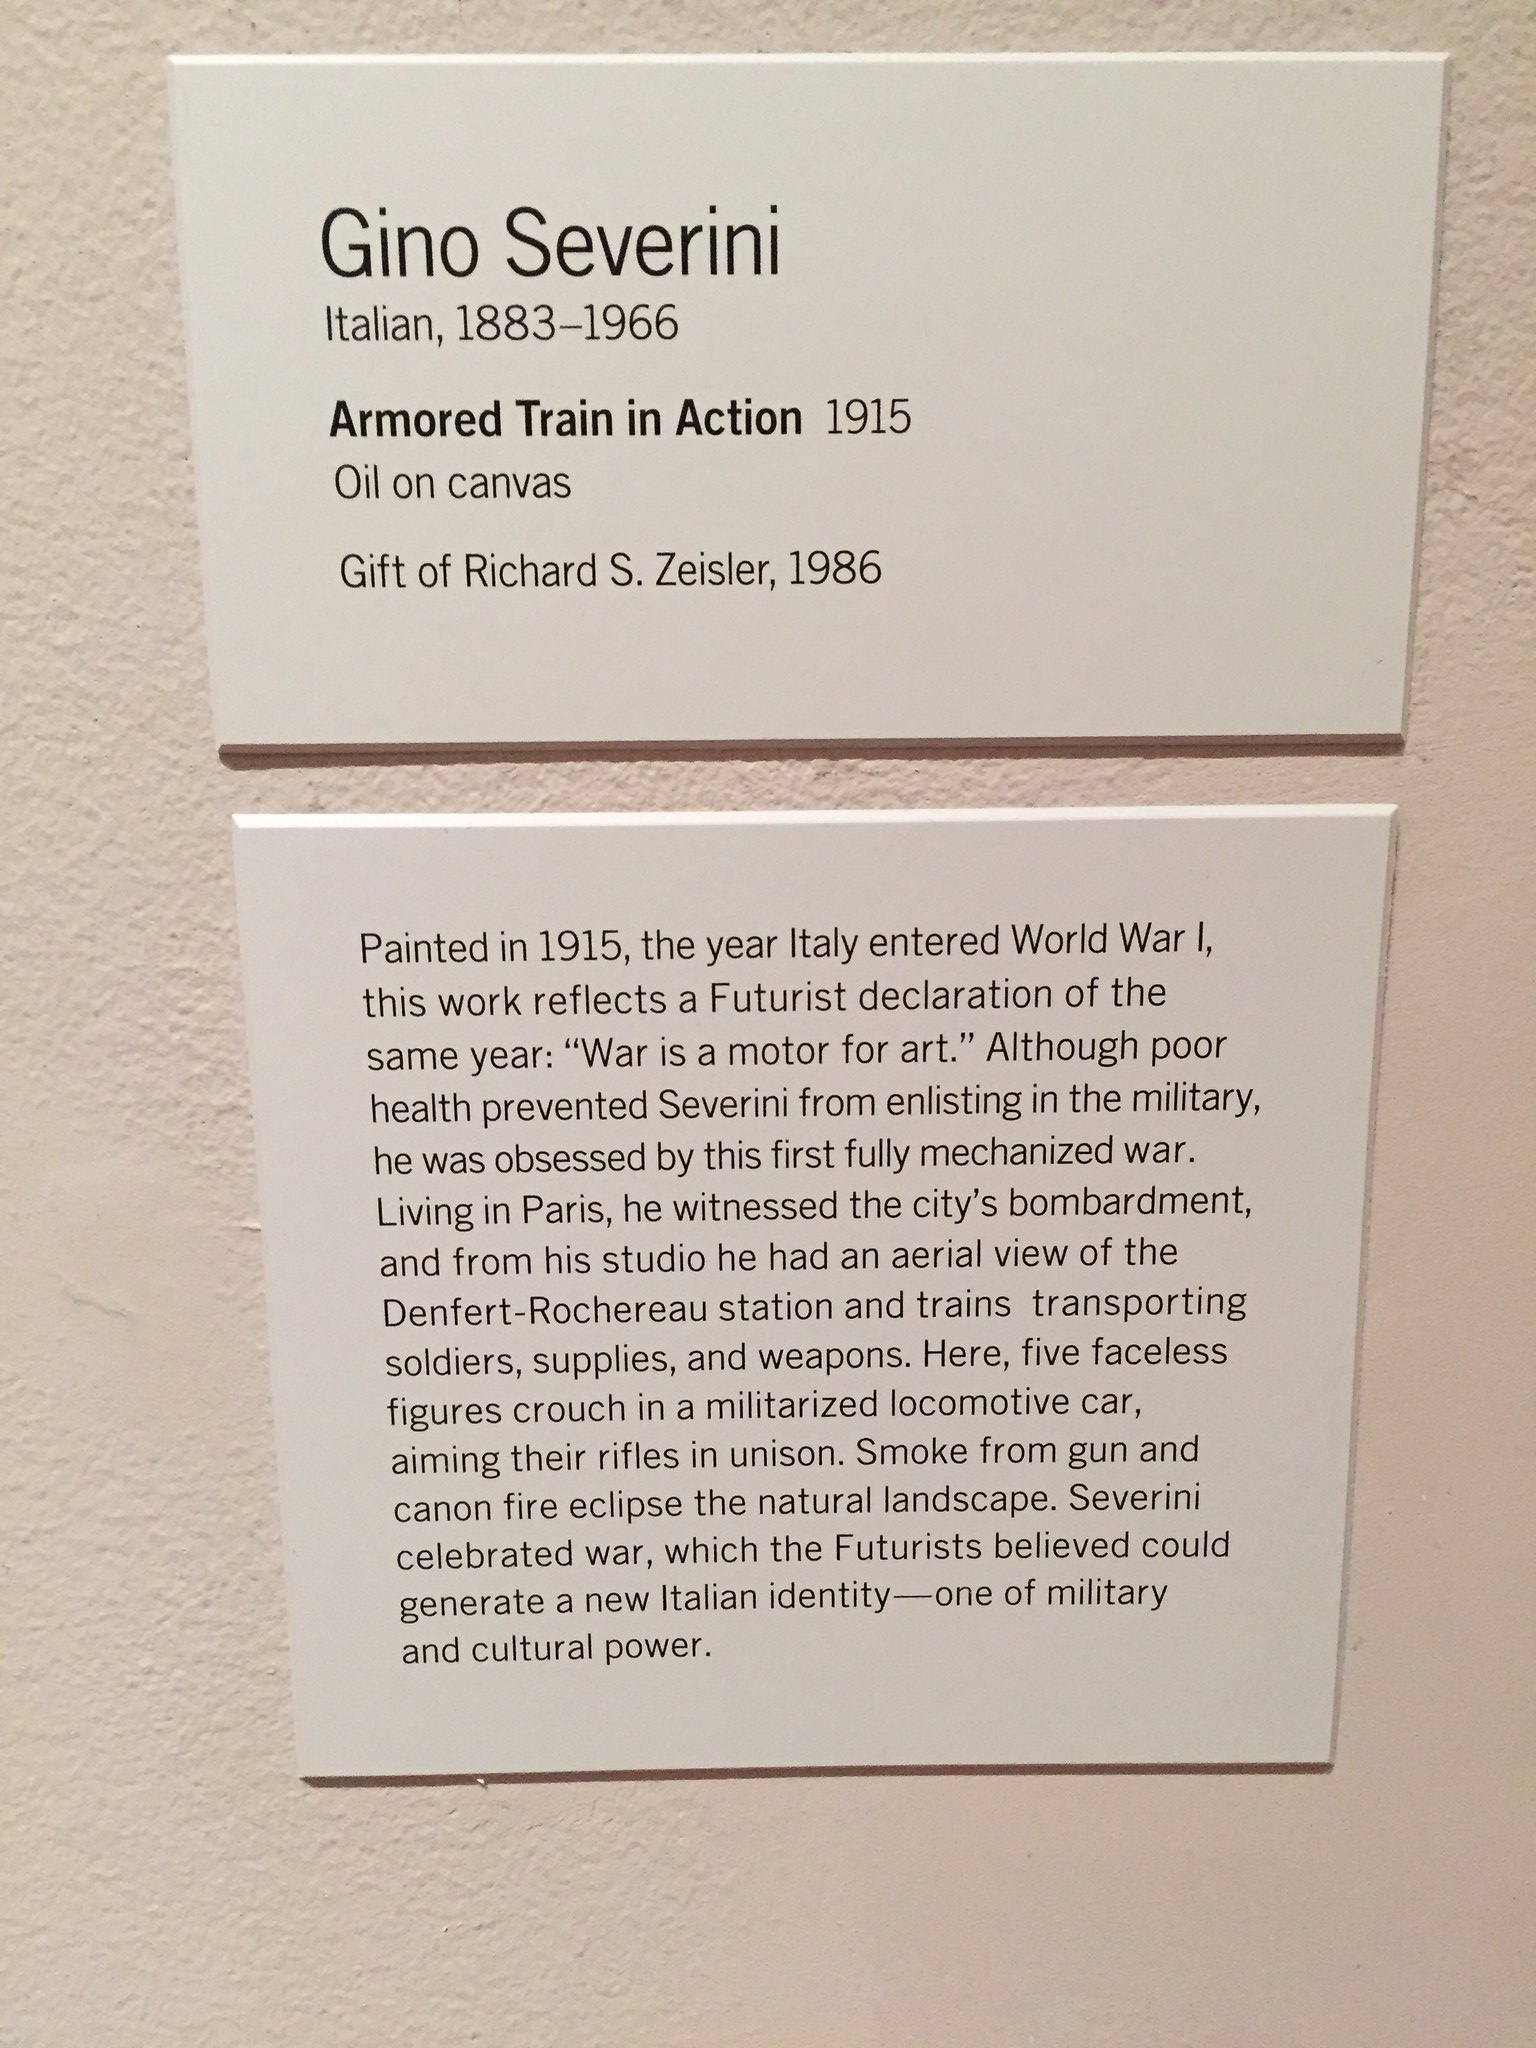 Gino Severini
Italian, 1883–1966
Armored Train in Action 1915
Oil on canvas
Gift of Richard S. Zeisler, 1986
Painted in 1915, the year Italy entered World War I,
this work reflects a Futurist declaration of the
same year: “War is a motor for art.” Although poor
health prevented Severini from enlisting in the military,
he was obsessed by this first fully mechanized war.
Living in Paris, he witnessed the city’s bombardment,
and from his studio he had an aerial view of the
Denfert-Rochereau station and trains transporting
soldiers, supplies, and weapons. Here, five faceless
figures crouch in a militarized locomotive car,
aiming their rifles in unison. Smoke from gun and
canon fire eclipse the natural landscape. Severini
celebrated war, which the Futurists believed could
generate a new Italian identity—one of military
and cultural power.